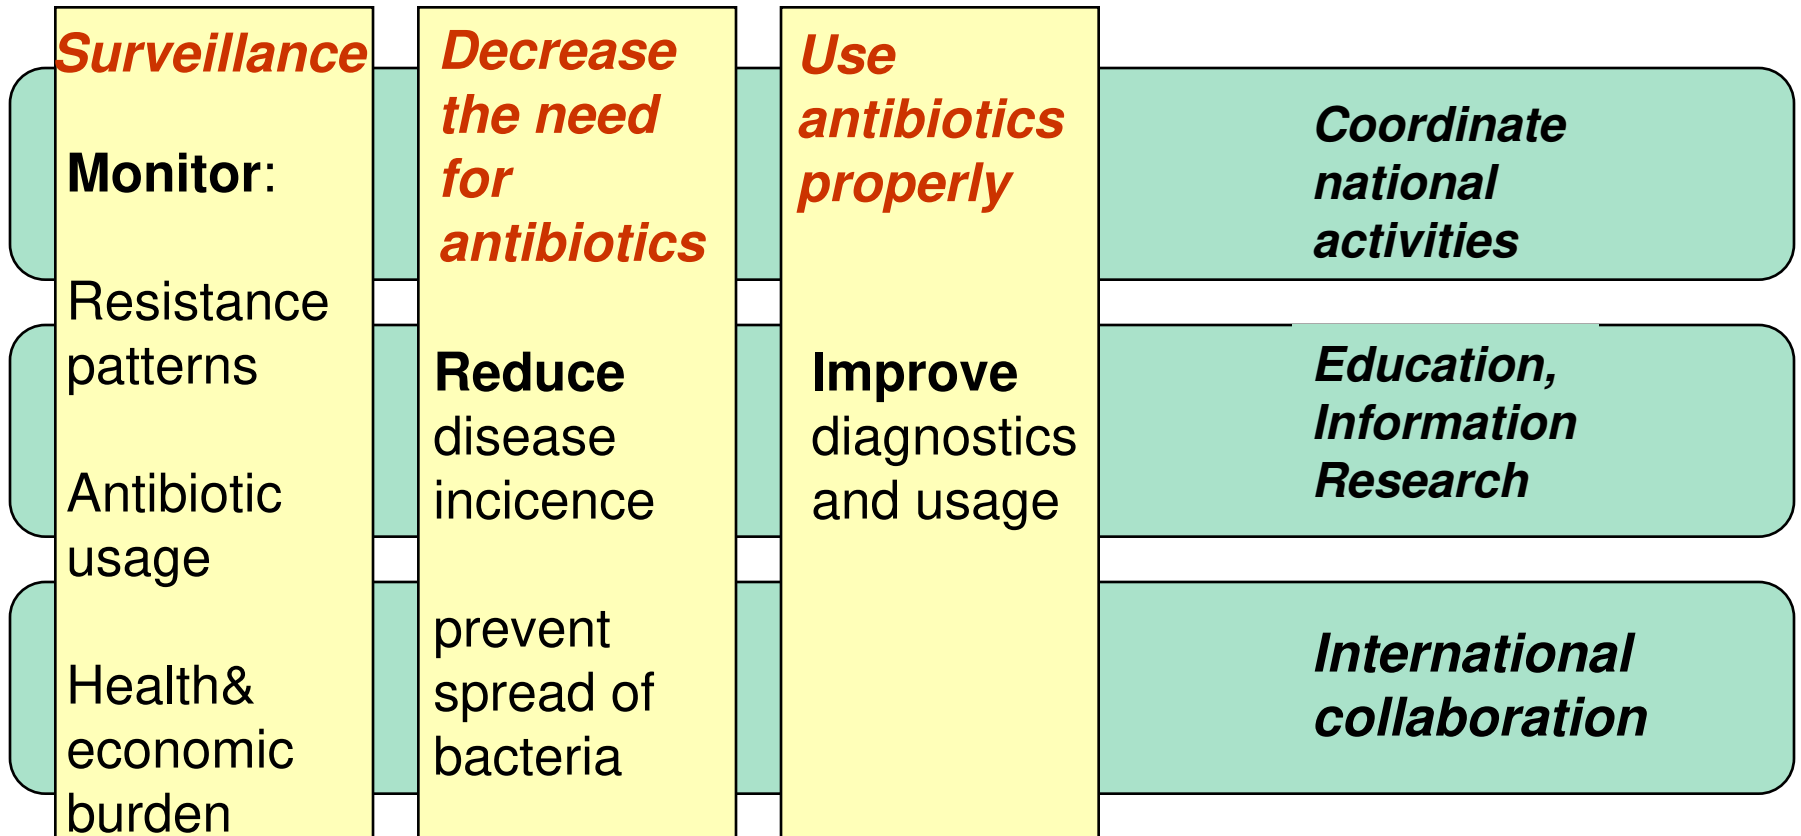 Surveillance
Monitor:
Resistance
patterns
Antibiotic
usage
Health&
economic
burden
Decrease
the need
for
antibiotics
Reduce
disease
incicence
prevent
spread of
bacteria
Use
antibiotics
properly
Improve
diagnostics
and usage
Coordinate
national
activities
Education,
Information
Research
International
collaboration